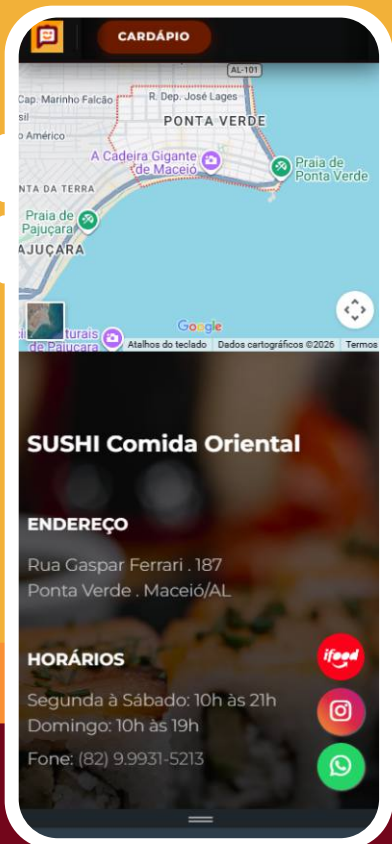 CARDÁPIO
AL-101
Cap. Marinho Falcão
R. Dep. José Lages
sil
PONTA VERDE
o Américo
A Cadeira Gigante
de Maceió
Praia de
Ponta Verde
NTA DA TERRA
Praia de
Pajuçara
AJUÇARA
turais
de Pajuçara
Google
Atalhos do teclado
Dados cartográficos ©2026
Termos
SUSHI Comida Oriental
ENDEREÇO
Rua Gaspar Ferrari . 187
Ponta Verde . Maceió/AL
HORÁRIOS
ifood
Segunda à Sábado: 10h às 21h
Domingo: 10h às 19h
Fone: (82) 9.9931-5213